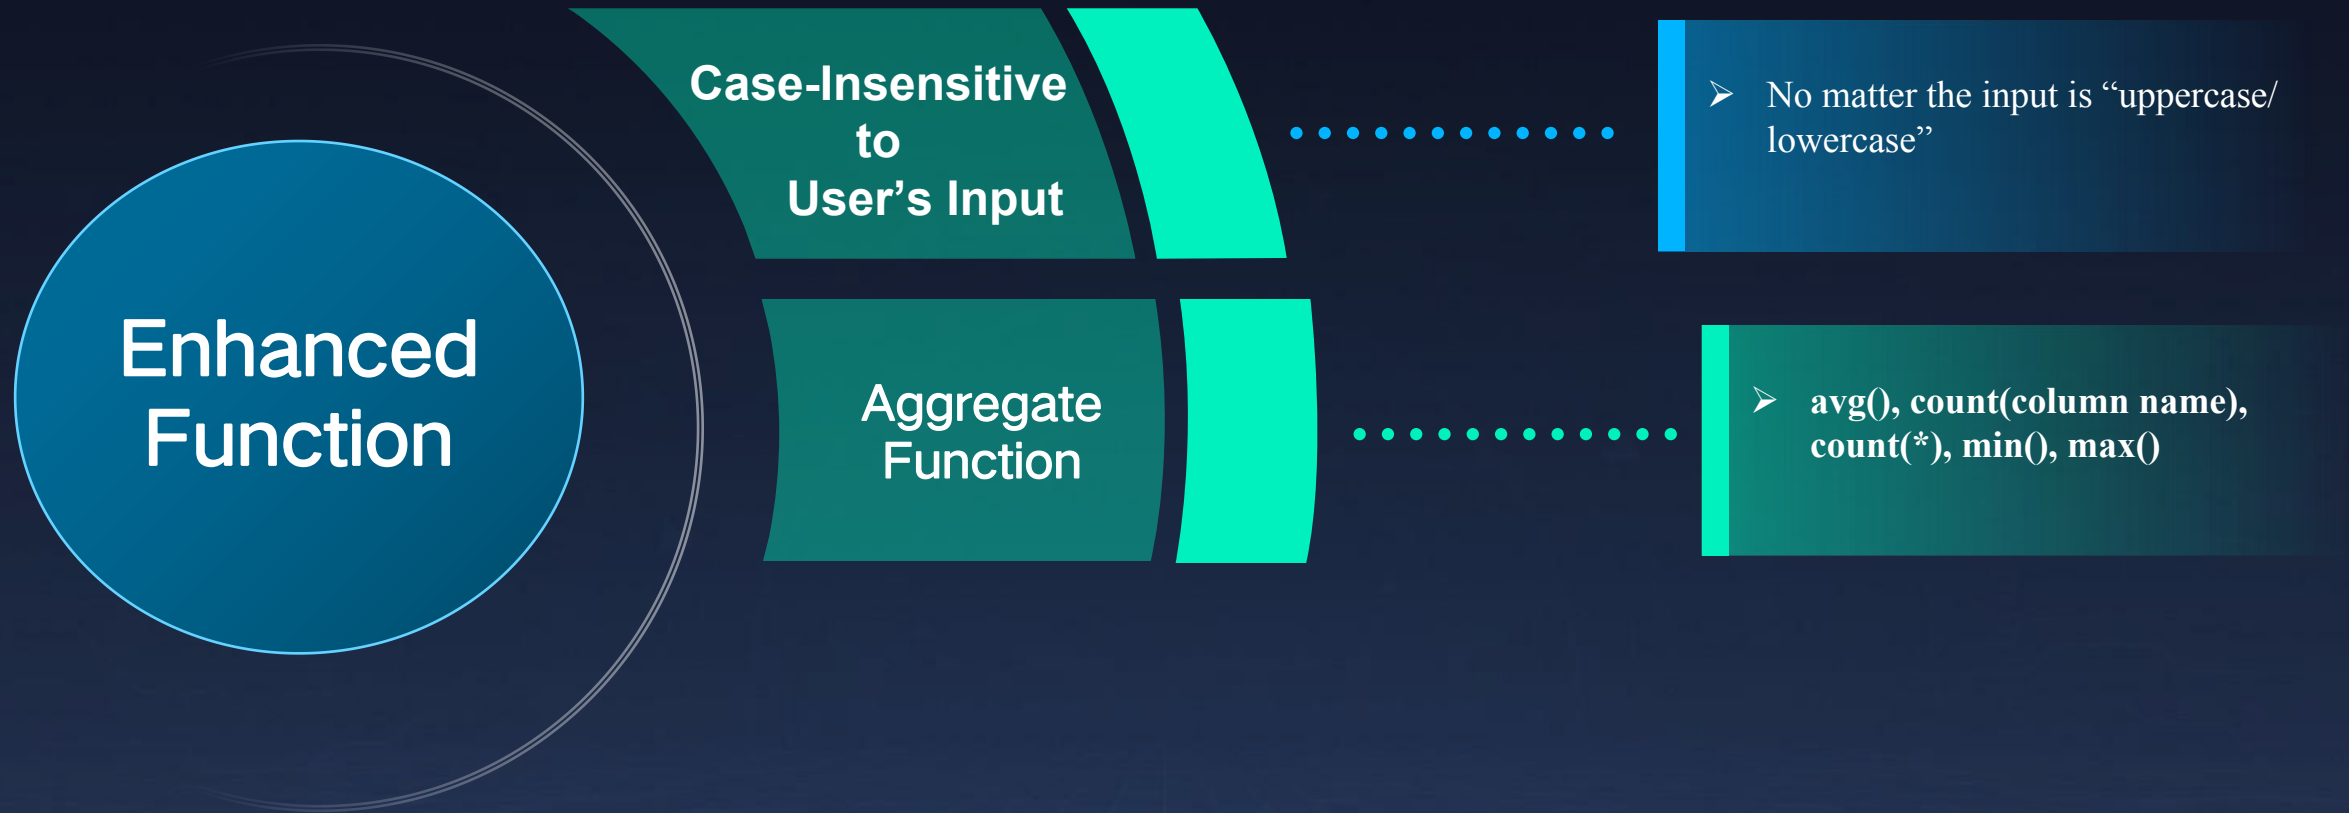 Enhanced
Function
Case-Insensitive
to
User’s Input
➢ No matter the input is “uppercase/
lowercase”
Aggregate
Function
➢ avg(), count(column name),
count(*), min(), max()